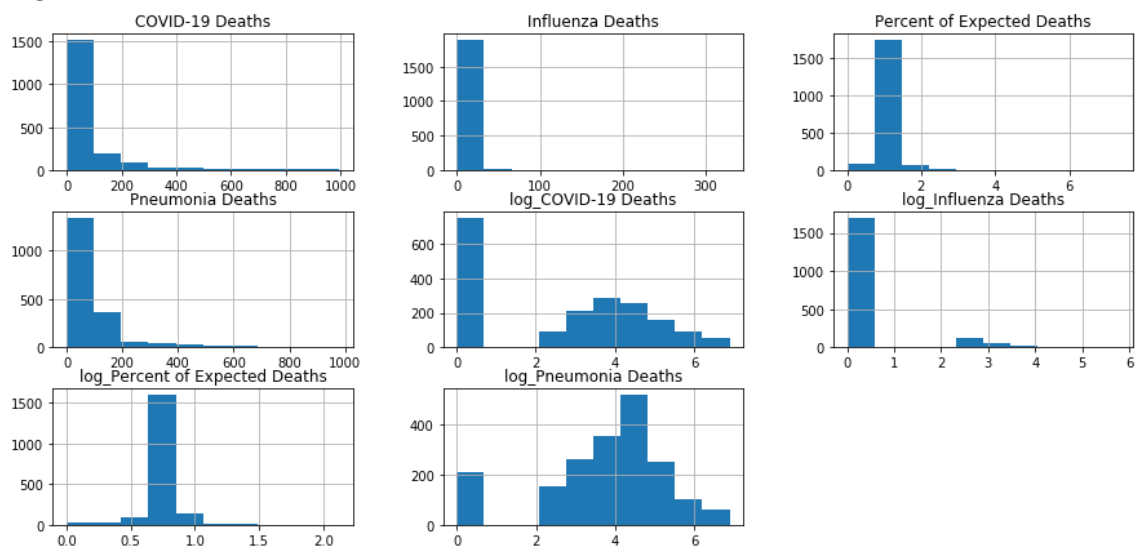 COVID-19 Deaths
1500
1000
500
0
0 200 400 600 800 1000
Influenza Deaths
1500
1000
500
0
0 100 200 300
Percent of Expected Deaths
1500
1000
500
0
0 2 4 6
Pneumonia Deaths
1000
500
0
0 200 400 600 800 1000
log_COVID-19 Deaths
600
400
200
0
0 2 4 6
log_Influenza Deaths
1500
1000
500
0
0 1 2 3 4 5 6
log_Percent of Expected Deaths
1500
1000
500
0
0.0 0.5 1.0 1.5 2.0
log_Pneumonia Deaths
400
200
0
0 2 4 6